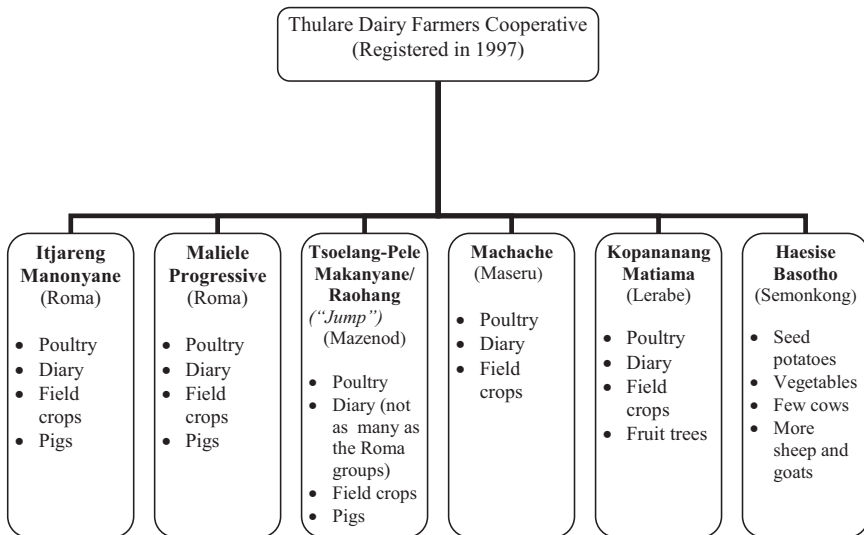 Thulare Dairy Farmers Cooperative
(Registered in 1997)
Itjareng
Manonyane
(Roma)
• Poultry
• Diary
• Field
crops
• Pigs
Maliele
Progressive
(Roma)
• Poultry
• Diary
• Field
crops
• Pigs
Tsoelang-Pele
Makanyane/
Raohang
(“Jump”)
(Mazenod)
• Poultry
• Diary (not
as many as
the Roma
groups)
• Field crops
• Pigs
Machache
(Maseru)
• Poultry
• Diary
• Field
crops
Kopananang
Matiama
(Lerabe)
• Poultry
• Diary
• Field
crops
• Fruit trees
Haesise
Basotho
(Semonkong)
• Seed
potatoes
• Vegetables
• Few cows
• More
sheep and
goats